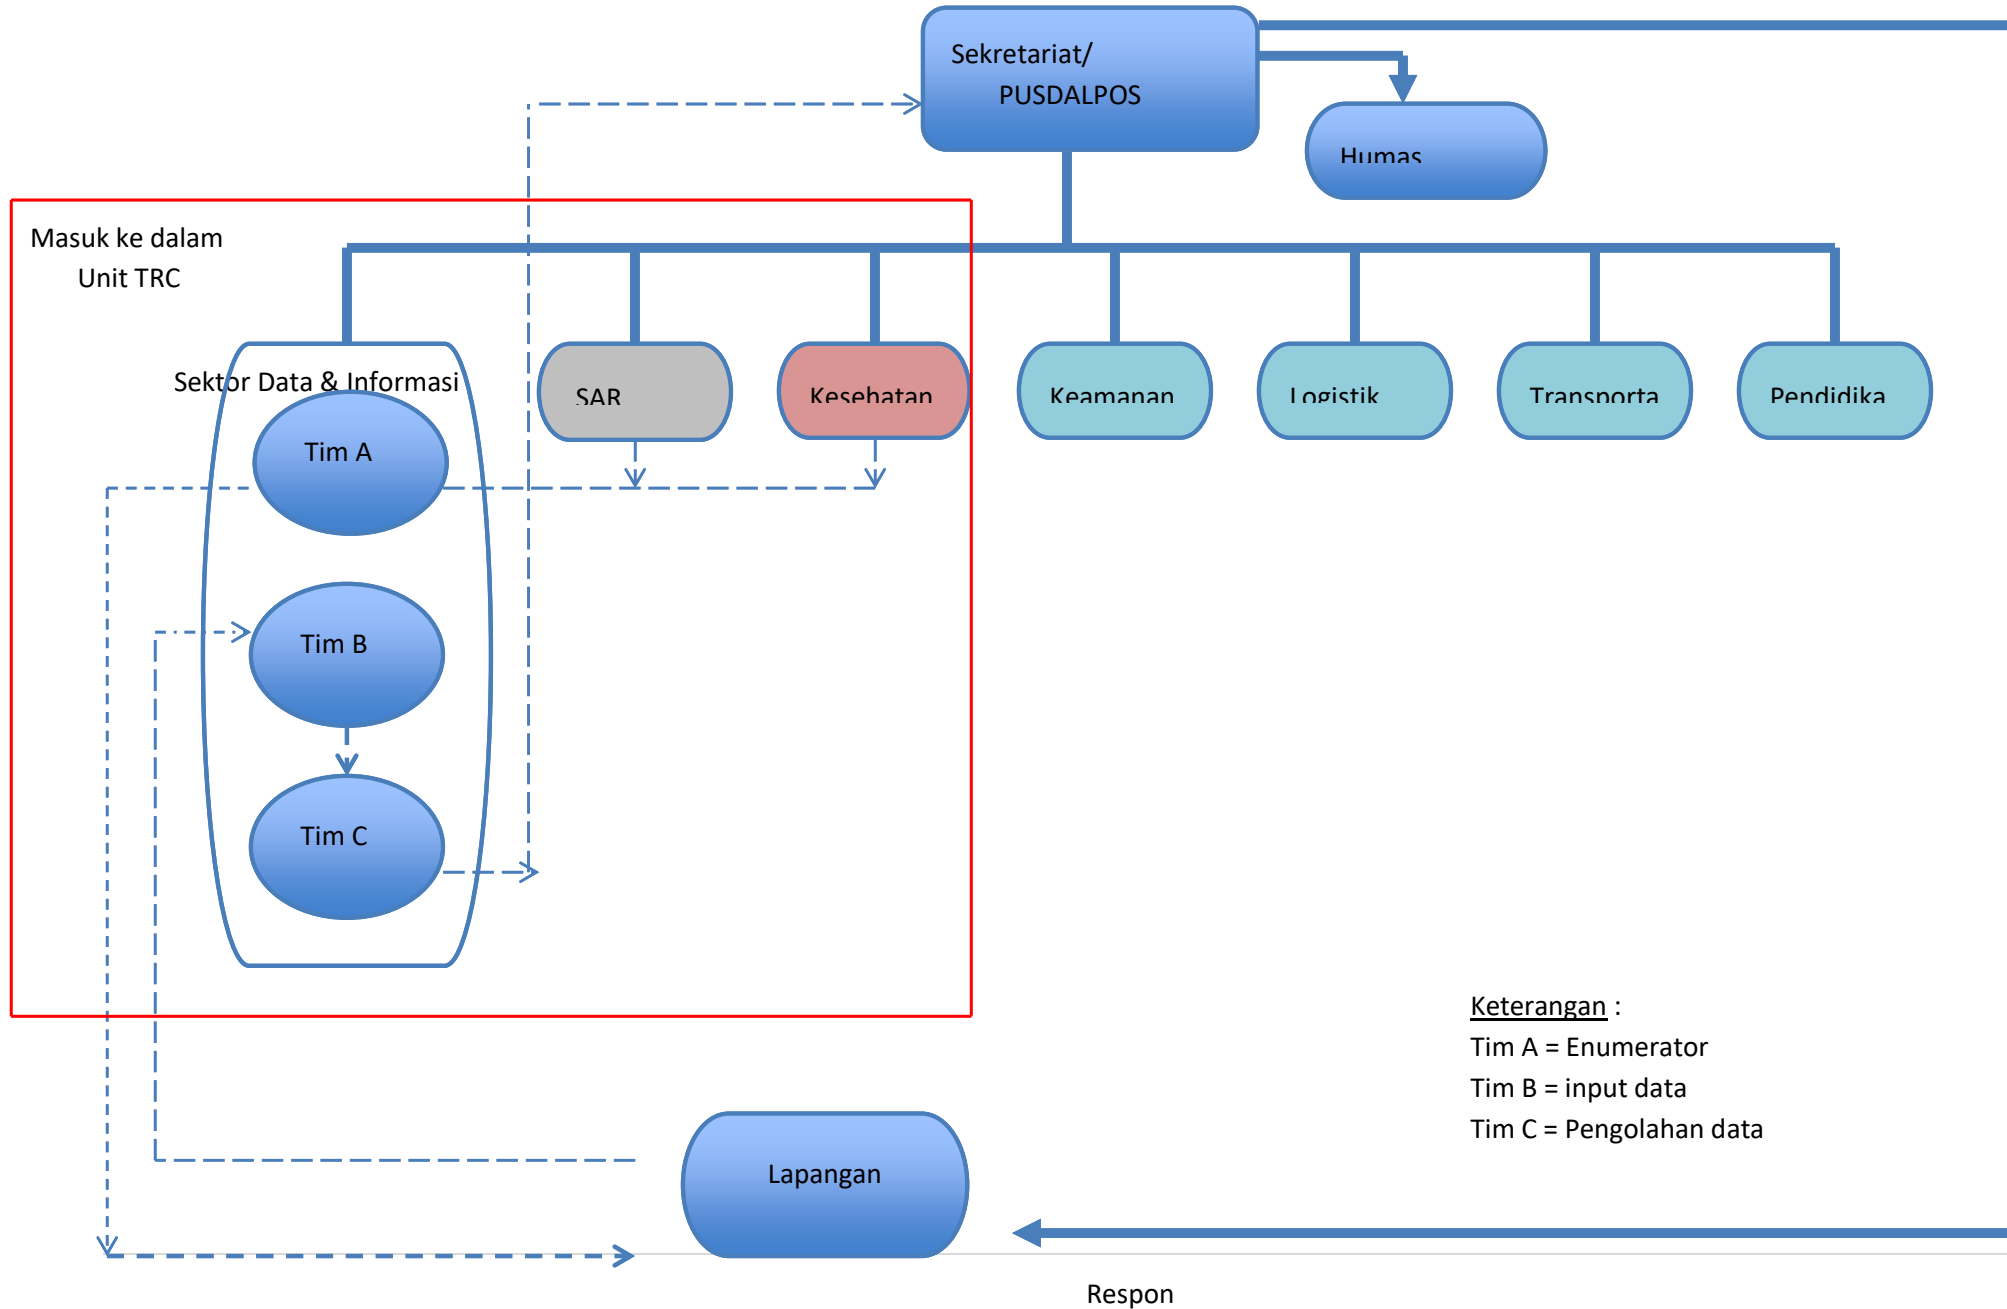 Sekretariat/
PUSDALPOS
Humas
Masuk ke dalam
Unit TRC
Sektor Data & Informasi
SAR
Kesehatan
Keamanan
Logistik
Transporta
Pendidika
Tim A
Tim B
Tim C
Keterangan :
Tim A = Enumerator
Tim B = input data
Tim C = Pengolahan data
Lapangan
Respon